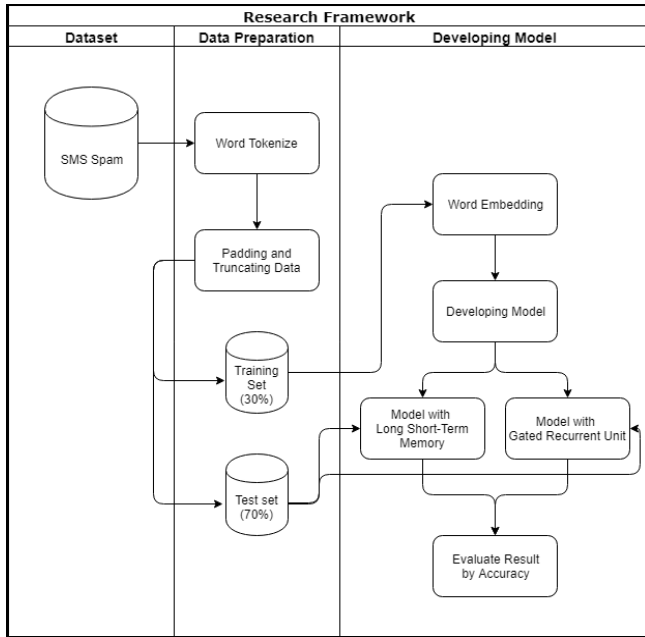 Research Framework
Dataset
Data Preparation
Developing Model
SMS Spam
Word Tokenize
Padding and
Truncating Data
Training
Set
(30%)
Test set
(70%)
Word Embedding
Developing Model
Model with
Long Short-Term
Memory
Model with
Gated Recurrent Unit
Evaluate Result
by Accuracy